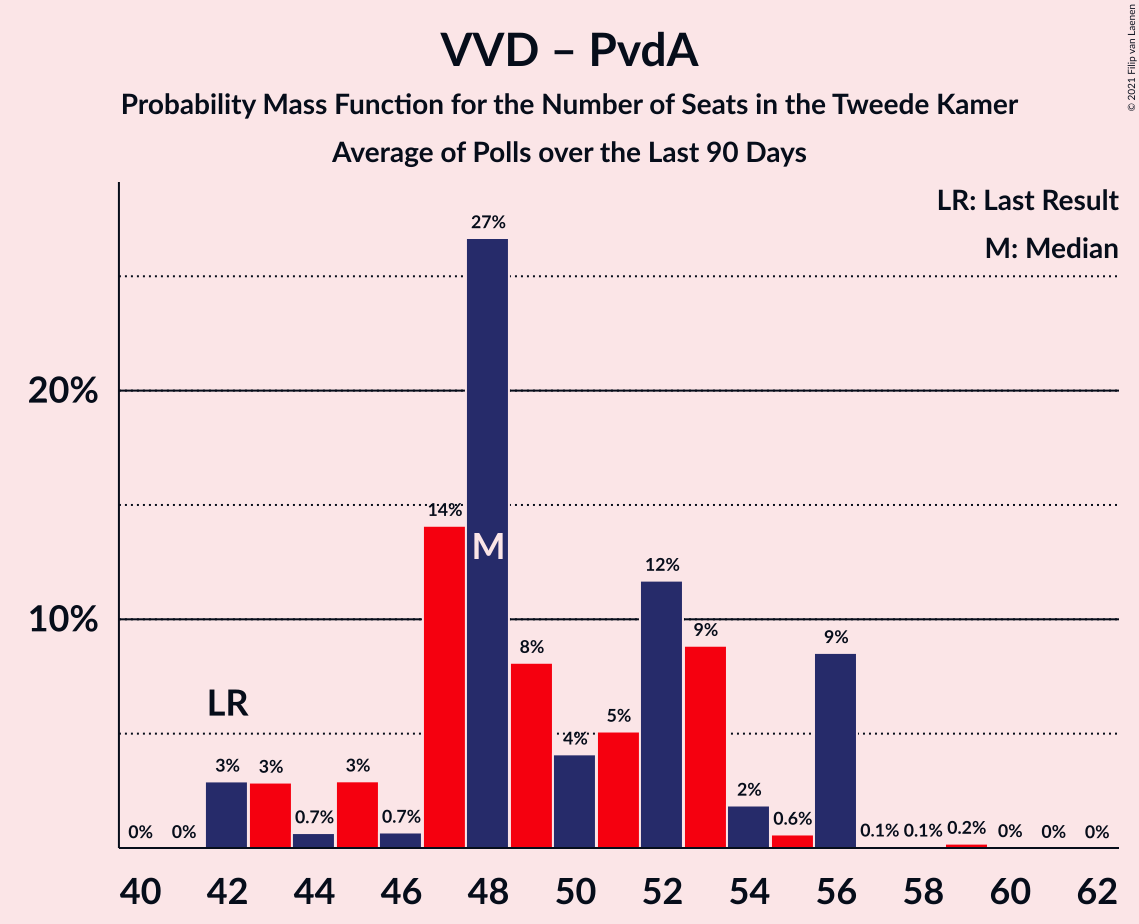 VVD – PvdA
Probability Mass Function for the Number of Seats in the Tweede Kamer
Average of Polls over the Last 90 Days
© 2021 Filip van Laenen
LR: Last Result
M: Median
27%
20%
14%
M
12%
10%
9%
9%
8%
LR
5%
4%
3%
3%
0.7%
3%
0.7%
2%
0.6%
0%
0%
0.1%
0.1%
0.2%
0%
0%
0%
40 42 44 46 48 50 52 54 56 58 60 62